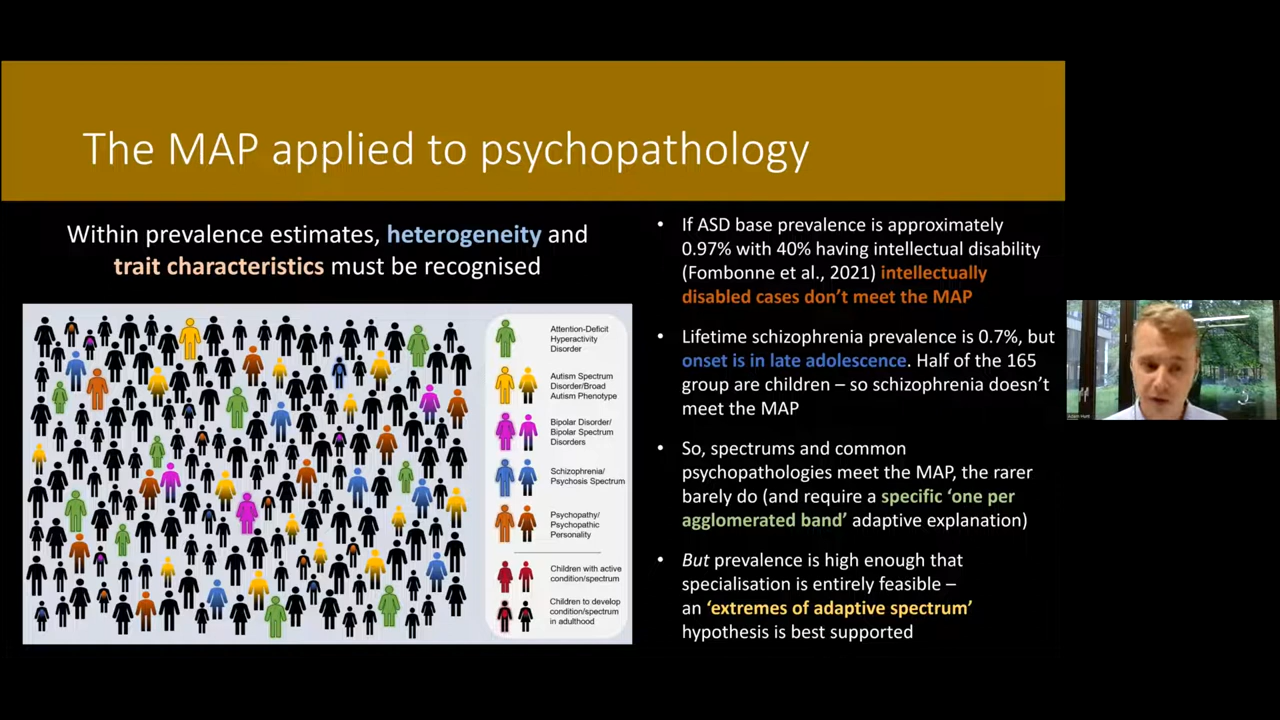 The MAP applied to psychopathology
Within prevalence estimates, heterogeneity and
trait characteristics must be recognised
Attention-Deficit
Hyperactivity
Disorder
Autism Spectrum
Disorder/Broad
Autism Phenotype
Bipolar Disorder/
Bipolar Spectrum
Disorders
Schizophrenia/
Psychosis Spectrum
Psychopathy/
Psychopathic
Personality
Children with active
condition/spectrum
Children to develop
condition/spectrum
in adulthood
• If ASD base prevalence is approximately
0.97% with 40% having intellectual disability
(Fombonne et al., 2021) intellectually
disabled cases don't meet the MAP
• Lifetime schizophrenia prevalence is 0.7%, but
onset is in late adolescence. Half of the 165
group are children – so schizophrenia doesn't
meet the MAP
• So, spectrums and common
psychopathologies meet the MAP, the rarer
barely do (and require a specific 'one per
agglomerated band' adaptive explanation)
• But prevalence is high enough that
specialisation is entirely feasible –
an 'extremes of adaptive spectrum'
hypothesis is best supported
Adam Hunt